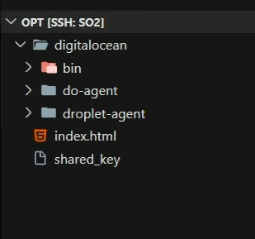 OPT [SSH: SO2]
digitalocean
bin
do-agent
droplet-agent
index.html
shared_key